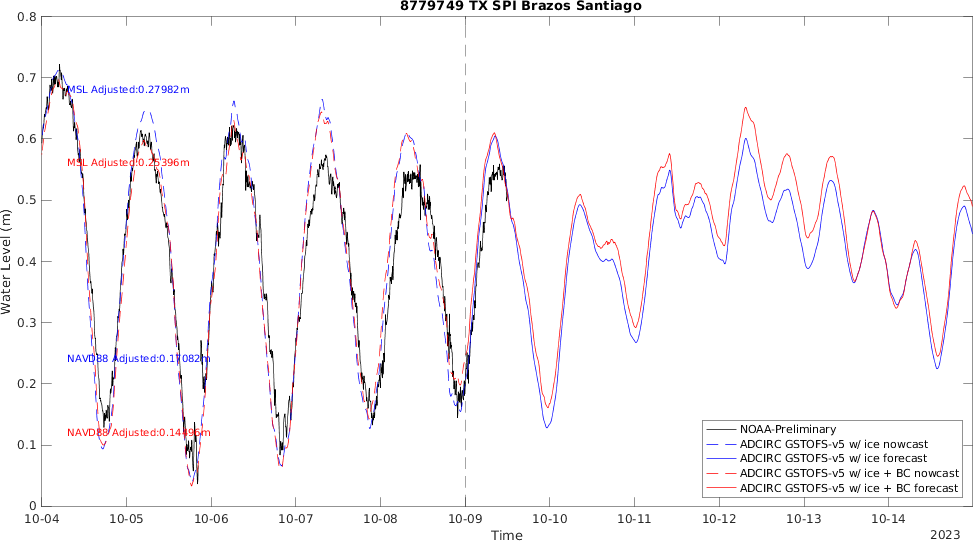 8779749 TX SPI Brazos Santiago
0.8
0.7
0.6
0.5
0.4
0.3
0.2
0.1
0
Water Level (m)
MSL Adjusted:0.27982m
MSL Adjusted:0.25396m
NAVD88 Adjusted:0.17082m
NAVD88 Adjusted:0.14496m
NOAA-Preliminary
ADCIRC GSTOFS-v5 w/ ice nowcast
ADCIRC GSTOFS-v5 w/ ice forecast
ADCIRC GSTOFS-v5 w/ ice + BC nowcast
ADCIRC GSTOFS-v5 w/ ice + BC forecast
10-04 10-05 10-06 10-07 10-08 10-09 10-10 10-11 10-12 10-13 10-14
Time
2023